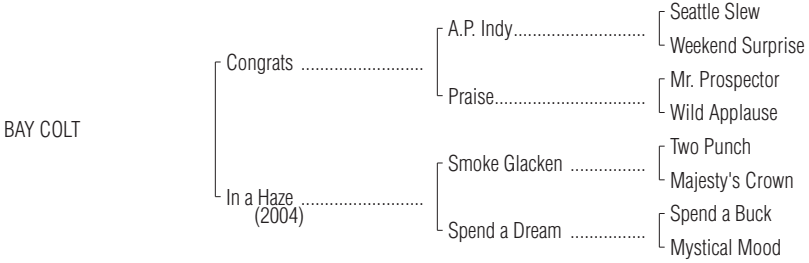 Seattle Slew
A.P. Indy..............................
Weekend Surprise
Congrats ...........................
Mr. Prospector
Praise..................................
Wild Applause
BAY COLT
Two Punch
Smoke Glacken .................
Majesty's Crown
In a Haze ...........................
(2004)
Spend a Buck
Spend a Dream .................
Mystical Mood